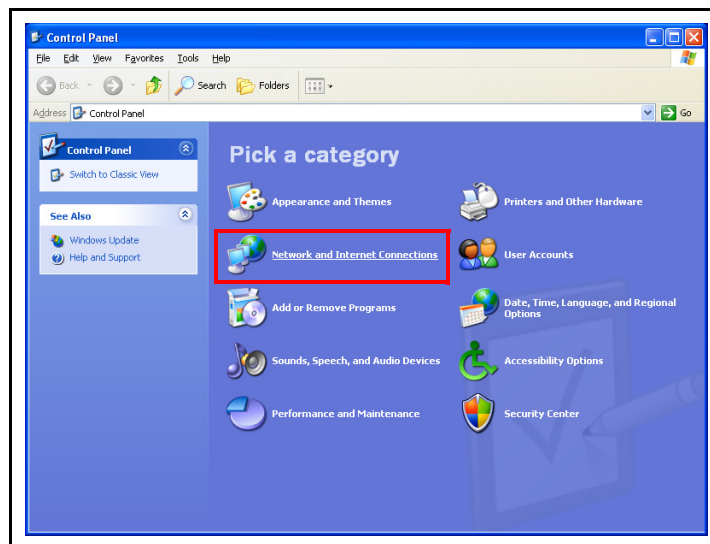 Control Panel
File Edit View Favorites Tools Help
Back Search Folders
Address Control Panel Go
Control Panel
Switch to Classic View
See Also
Windows Update
Help and Support
Pick a category
Appearance and Themes
Printers and Other Hardware
Network and Internet Connections
User Accounts
Add or Remove Programs
Date, Time, Language, and Regional
Options
Sounds, Speech, and Audio Devices
Accessibility Options
Performance and Maintenance
Security Center